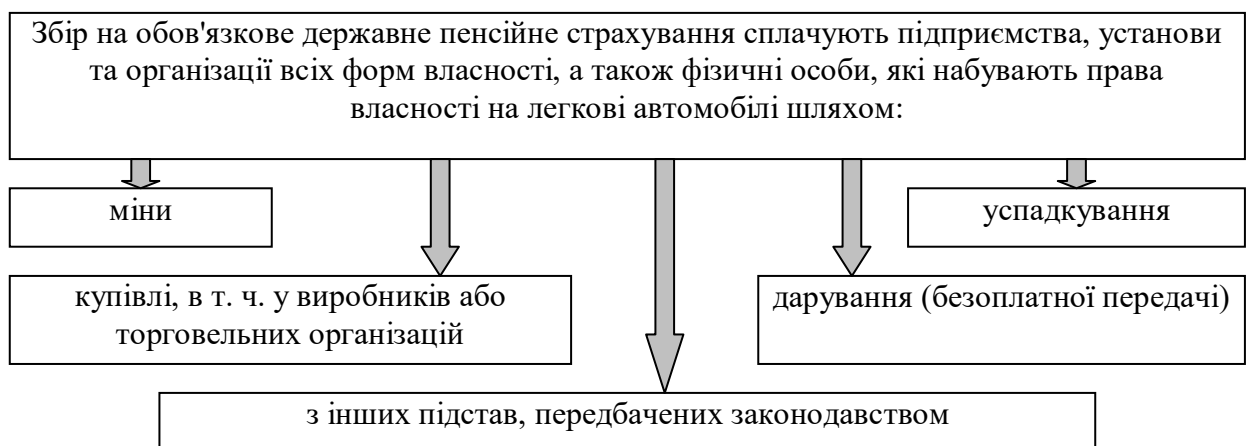 Збір на обов'язкове державне пенсійне страхування сплачують підприємства, установи
та організації всіх форм власності, а також фізичні особи, які набувають права
власності на легкові автомобілі шляхом:
міни
успадкування
купівлі, в т. ч. у виробників або
торговельних організацій
дарування (безоплатної передачі)
з інших підстав, передбачених законодавством